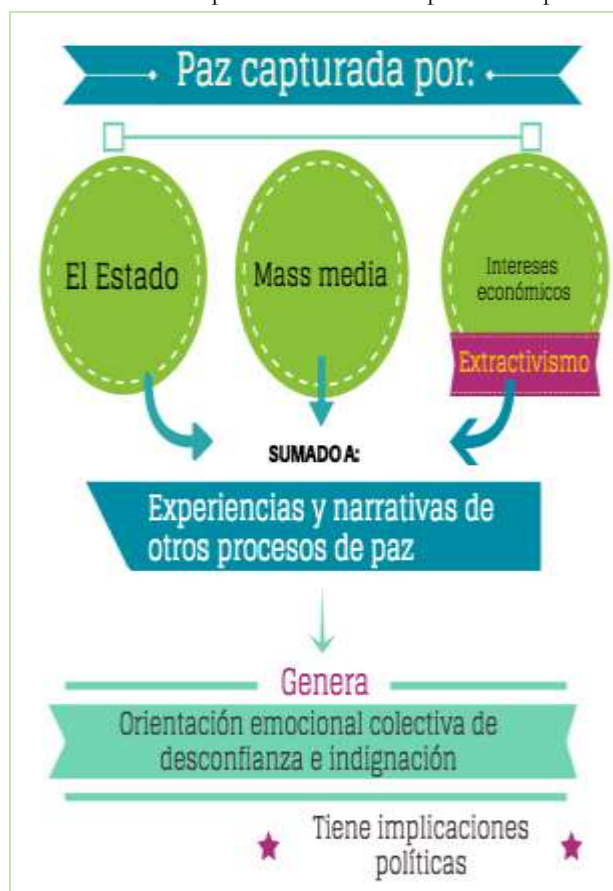 Paz capturada por:
El Estado
Mass media
Intereses
económicos
Extractivismo
SUMADO A:
Experiencias y narrativas de
otros procesos de paz
Genera
Orientación emocional colectiva de
desconfianza e indignación
Tiene implicaciones
políticas